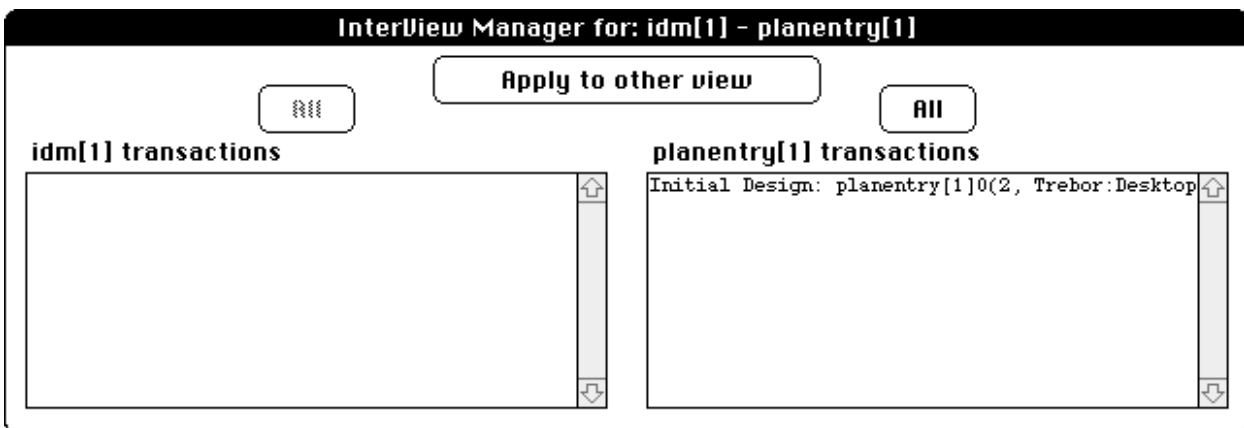 InterView Manager for: idm[1] - planentry[1]
Apply to other view
All
All
idm[1] transactions
planentry[1] transactions
Initial Design: planentry[1]0(2, Trebor:Desktop